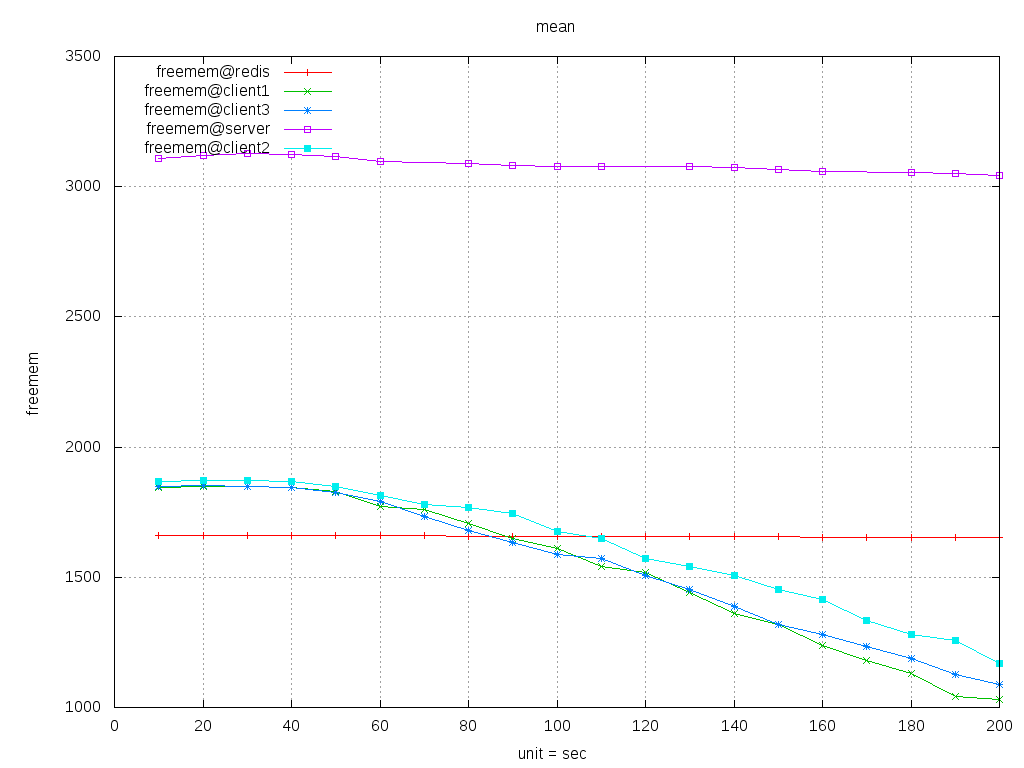 mean
3500
3000
2500
2000
1500
1000
freemem
freemem@redis
freemem@client1
freemem@client3
freemem@server
freemem@client2
0 20 40 60 80 100 120 140 160 180 200
unit = sec